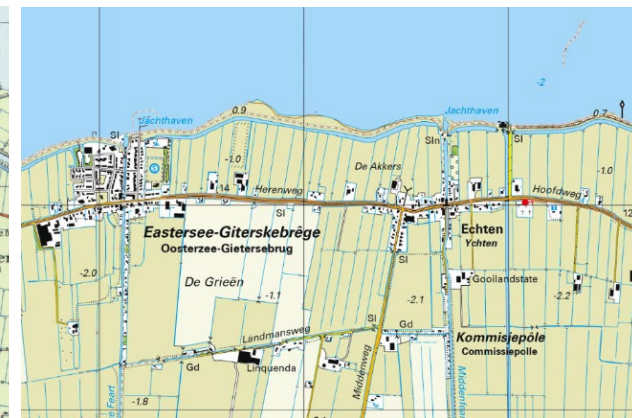 Jachthaven
0.9
Jachthaven
-2
0.7
Sl
Sln
Sl
-1.0
De Akkers
-1.0
14
Herenweg
Hoofdweg
Sl
12
Eastersee-Giterskebrêge
Oosterzee-Gietersebrug
Echten
Ychten
-2.0
De Grieën
Sl
Gooilandstate
-1.1
-2.1
-2.2
Landmansweg
Sl
Gd
Kommisjepôle
Commissiepolle
Gd
Linquenda
Middenweg
-1.8
e Feart